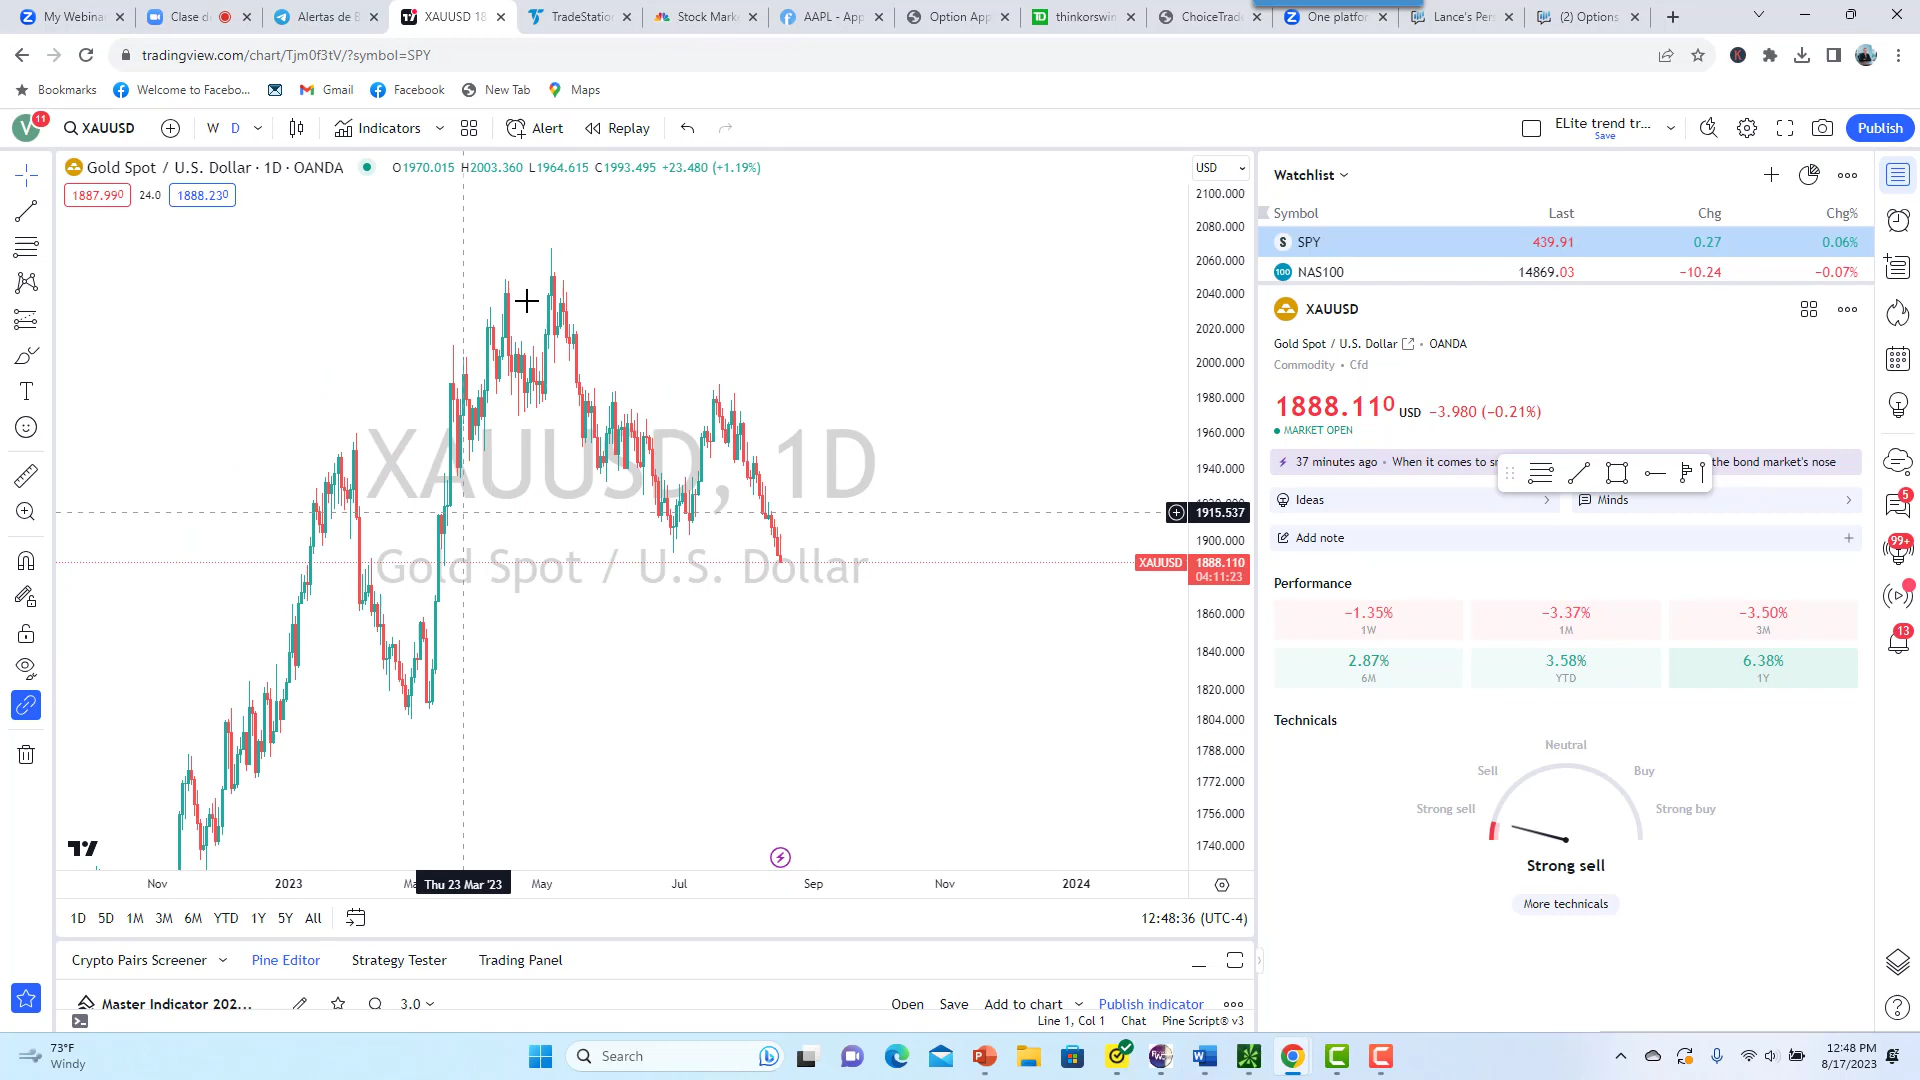 My Webinar
Clase d
Alertas de B
XAUUSD 18
TradeStation
Stock Mark
AAPL - App
Option App
thinkorswin
ChoiceTrad
One platfor
Lance's Pers
(2) Options
tradingview.com/chart/Tjm0f3tV/?symbol=SPY
Bookmarks
Welcome to Facebo...
Gmail
Facebook
New Tab
Maps
V
11
XAUUSD
W
D
Indicators
Alert
Replay
ELite trend tr...
Save
Publish
Gold Spot / U.S. Dollar · 1D · OANDA
O1970.015 H2003.360 L1964.615 C1993.495 +23.480 (+1.19%)
1887.990
24.0
1888.230
USD
2100.000
2080.000
2060.000
2040.000
2020.000
2000.000
1980.000
1960.000
1940.000
1915.537
1900.000
XAUUSD
1888.110
04:11:23
1860.000
1840.000
1820.000
1804.000
1788.000
1772.000
1756.000
1740.000
XAUUSD, 1D
Gold Spot / U.S. Dollar
Nov
2023
Thu 23 Mar '23
May
Jul
Sep
Nov
2024
1D
5D
1M
3M
6M
YTD
1Y
5Y
All
12:48:36 (UTC-4)
Crypto Pairs Screener
Pine Editor
Strategy Tester
Trading Panel
Master Indicator 202...
3.0
Open
Save
Add to chart
Publish indicator
Line 1, Col 1
Chat
Pine Script® v3
Watchlist
Symbol
Last
Chg
Chg%
S
SPY
439.91
0.27
0.06%
100
NAS100
14869.03
−10.24
−0.07%
XAUUSD
Gold Spot / U.S. Dollar
• OANDA
Commodity • Cfd
1888.110 USD −3.980 (−0.21%)
MARKET OPEN
37 minutes ago • When it comes to
the bond market's nose
Ideas
Minds
Add note
Performance
−1.35%
1W
−3.37%
1M
−3.50%
3M
2.87%
6M
3.58%
YTD
6.38%
1Y
Technicals
Neutral
Sell
Buy
Strong sell
Strong buy
Strong sell
More technicals
5
99+
13
73°F
Windy
Search
12:48 PM
8/17/2023